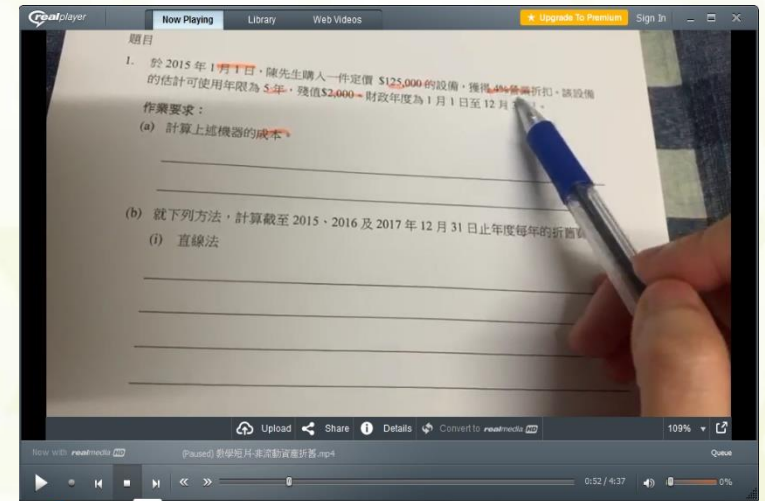 realplayer
Now Playing Library Web Videos ★ Upgrade To Premium Sign In
題目
1. 於 2015 年 1 月 1 日，陳先生購入一件定價 $125,000 的設備，獲得 4% 營業折扣。該設備
的估計可使用年限為 5 年，殘值$2,000。財政年度為 1 月 1 日至 12 月
作業要求：
(a) 計算上述機器的成本。
(b) 就下列方法，計算截至 2015、2016 及 2017 年 12 月 31 日止年度每年的折舊
(i) 直線法
Upload Share Details Convert to realmedia HD 109%
Now with realmedia HD (Paused) 教學短片-非流動資產折舊.mp4 Queue
0:52 / 4:37 0%